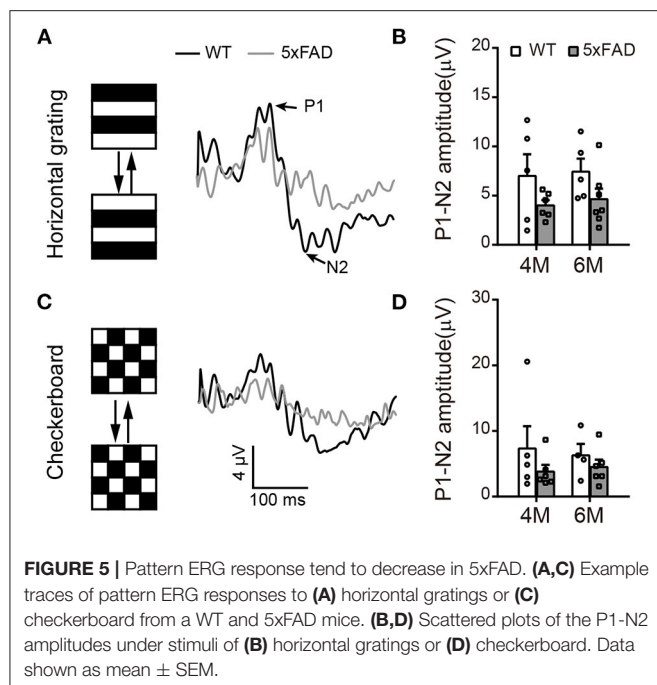 A
WT 5xFAD
Horizontal grating
P1
N2
B
WT 5xFAD
P1-N2 amptitude(μV)
20
15
10
5
0
4M 6M
C
Checkerboard
4 μV
100 ms
D
P1-N2 amptitude(μV)
30
20
10
0
4M 6M
FIGURE 5 | Pattern ERG response tend to decrease in 5xFAD. (A,C) Example
traces of pattern ERG responses to (A) horizontal gratings or (C)
checkerboard from a WT and 5xFAD mice. (B,D) Scattered plots of the P1-N2
amplitudes under stimuli of (B) horizontal gratings or (D) checkerboard. Data
shown as mean ± SEM.